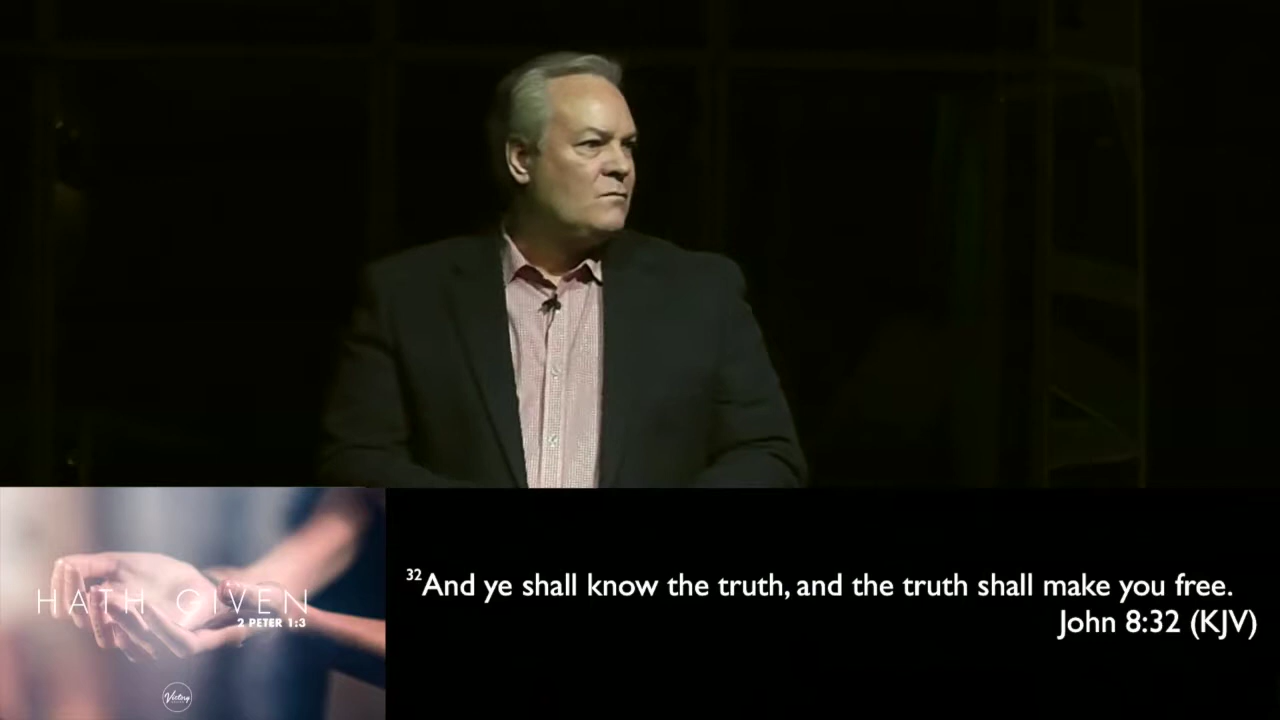 HATH GIVEN
2 PETER 1:3
Victory
32And ye shall know the truth, and the truth shall make you free.
John 8:32 (KJV)